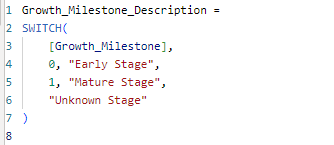 1 Growth_Milestone_Description =
2 SWITCH(
3 [Growth_Milestone],
4 0, "Early Stage",
5 1, "Mature Stage",
6 "Unknown Stage"
7 )
8